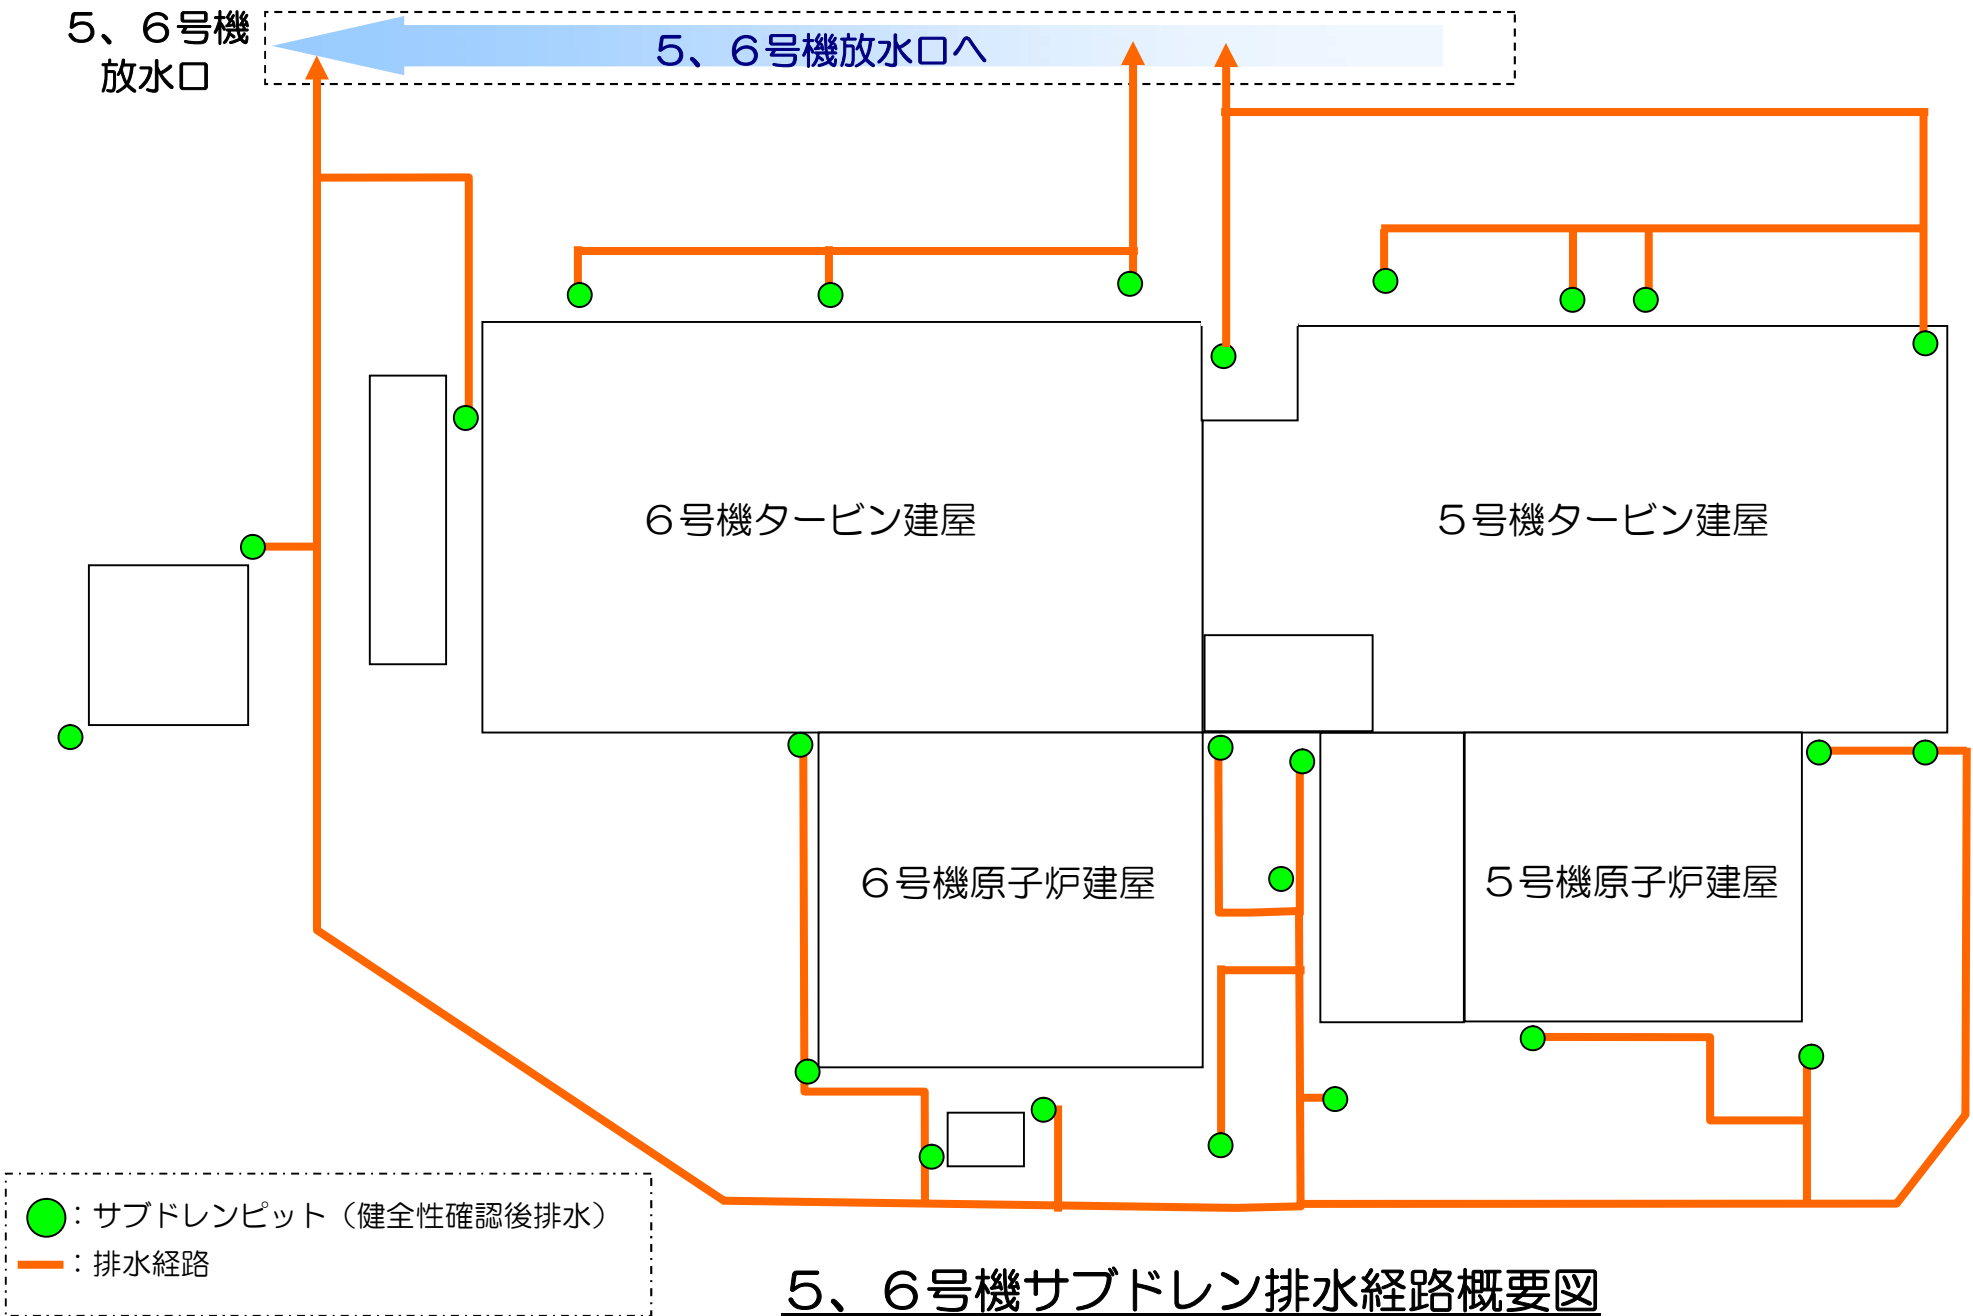 ５、６号機
放水口
５、６号機放水口へ
６号機タービン建屋
５号機タービン建屋
６号機原子炉建屋
５号機原子炉建屋
：サブドレンピット（健全性確認後排水）
：排水経路
５、６号機サブドレン排水経路概要図